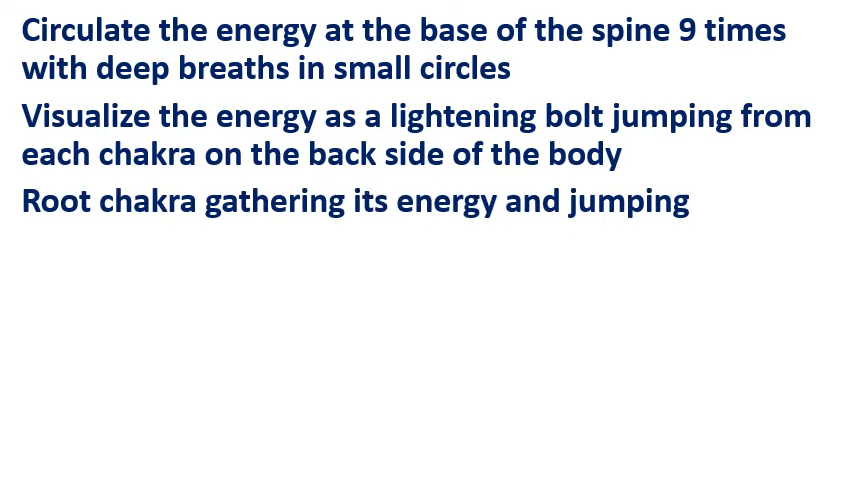 Circulate the energy at the base of the spine 9 times
with deep breaths in small circles
Visualize the energy as a lightening bolt jumping from
each chakra on the back side of the body
Root chakra gathering its energy and jumping